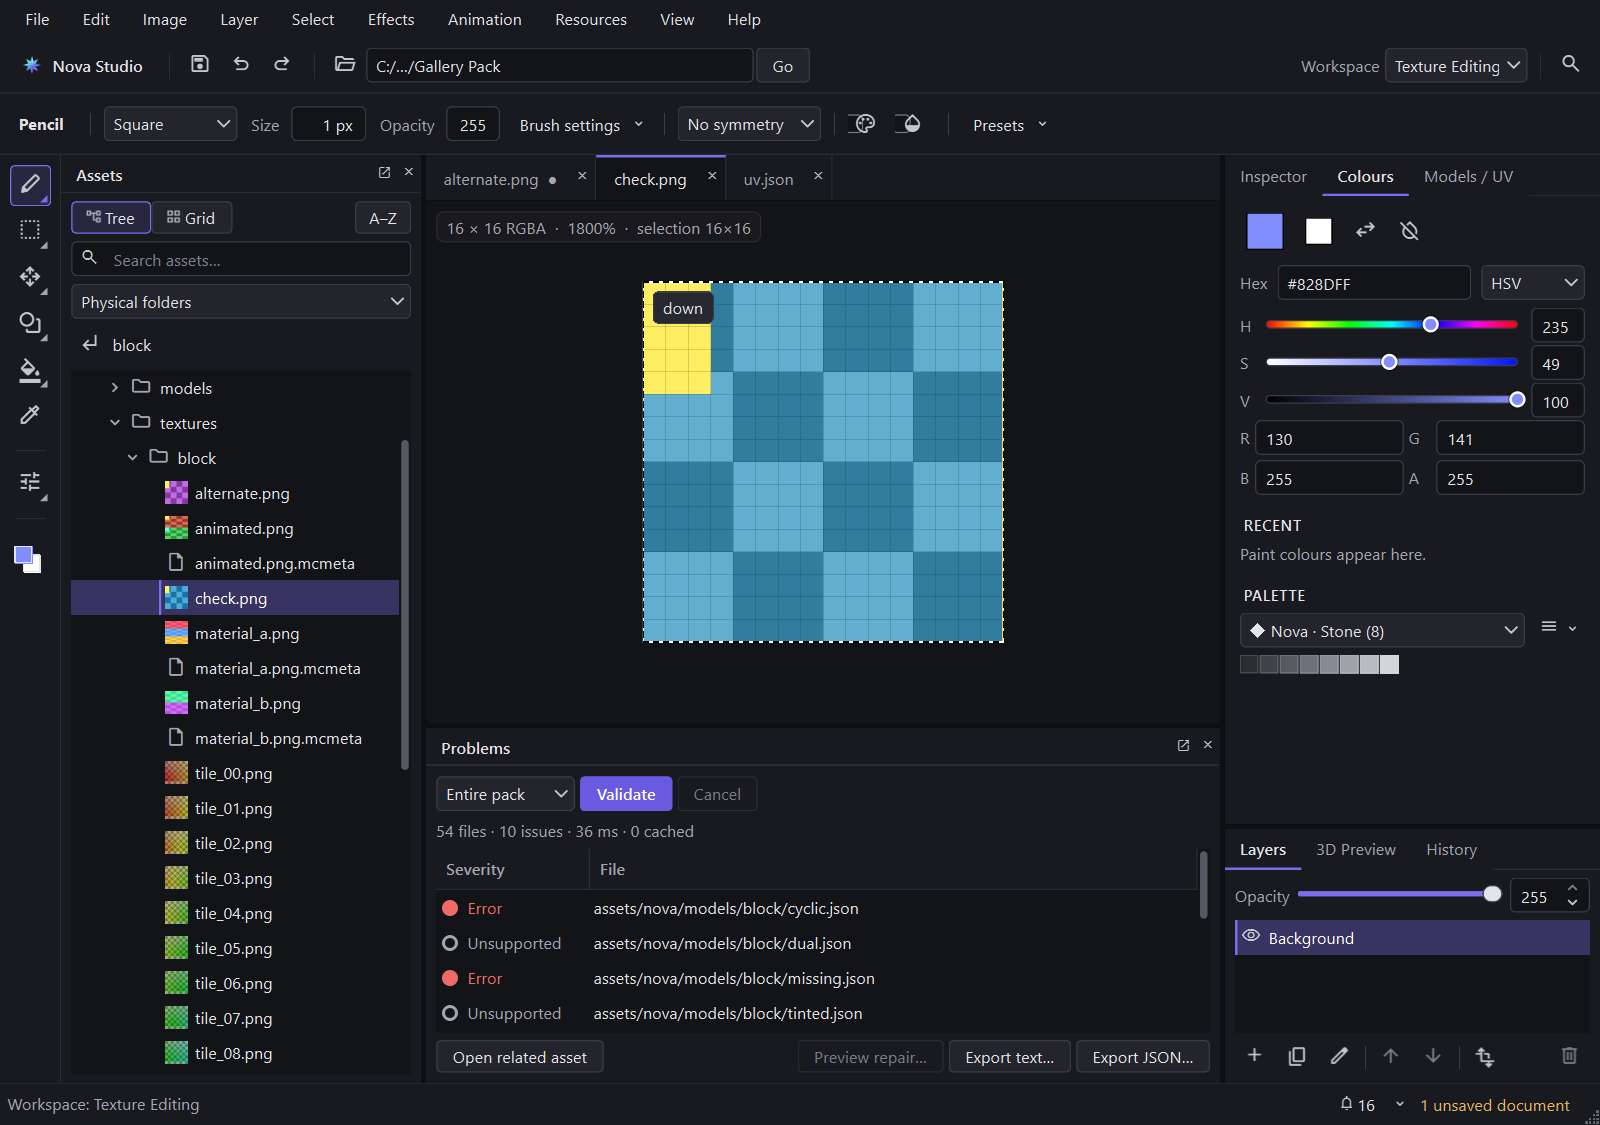 File Edit Image Layer Select Effects Animation Resources View Help
Nova Studio C:/.../Gallery Pack Go Workspace Texture Editing
Pencil Square Size 1 px Opacity 255 Brush settings No symmetry Presets
Assets
Tree Grid A–Z
Search assets...
Physical folders
block
models
textures
block
alternate.png
animated.png
animated.png.mcmeta
check.png
material_a.png
material_a.png.mcmeta
material_b.png
material_b.png.mcmeta
tile_00.png
tile_01.png
tile_02.png
tile_03.png
tile_04.png
tile_05.png
tile_06.png
tile_07.png
tile_08.png
alternate.png check.png uv.json
16 × 16 RGBA · 1800% · selection 16×16
down
Problems
Entire pack Validate Cancel
54 files · 10 issues · 36 ms · 0 cached
Severity File
Error assets/nova/models/block/cyclic.json
Unsupported assets/nova/models/block/dual.json
Error assets/nova/models/block/missing.json
Unsupported assets/nova/models/block/tinted.json
Open related asset Preview repair... Export text... Export JSON...
Inspector Colours Models / UV
Hex #828DFF HSV
H 235
S 49
V 100
R 130 G 141
B 255 A 255
RECENT
Paint colours appear here.
PALETTE
Nova · Stone (8)
Layers 3D Preview History
Opacity 255
Background
Workspace: Texture Editing 16 1 unsaved document